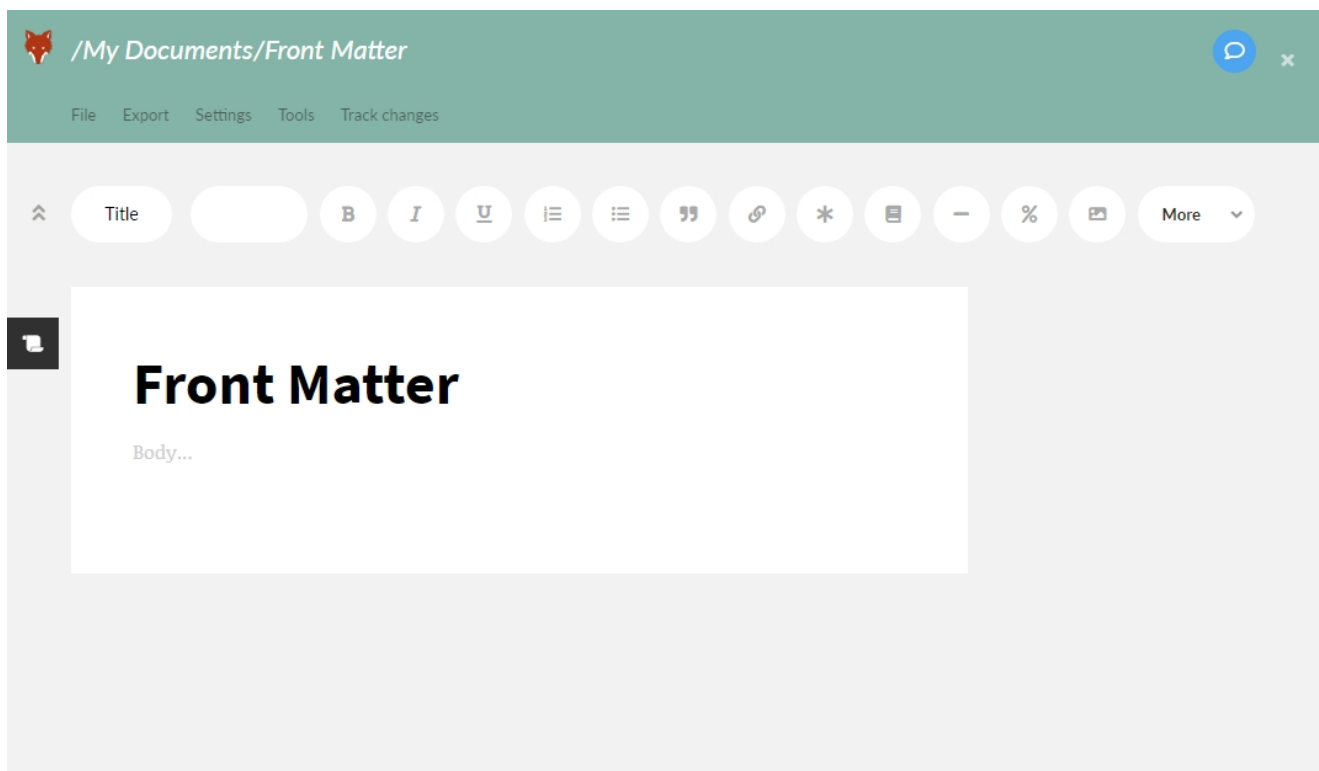 /My Documents/Front Matter
File Export Settings Tools Track changes
Title B I U % More
Front Matter
Body...